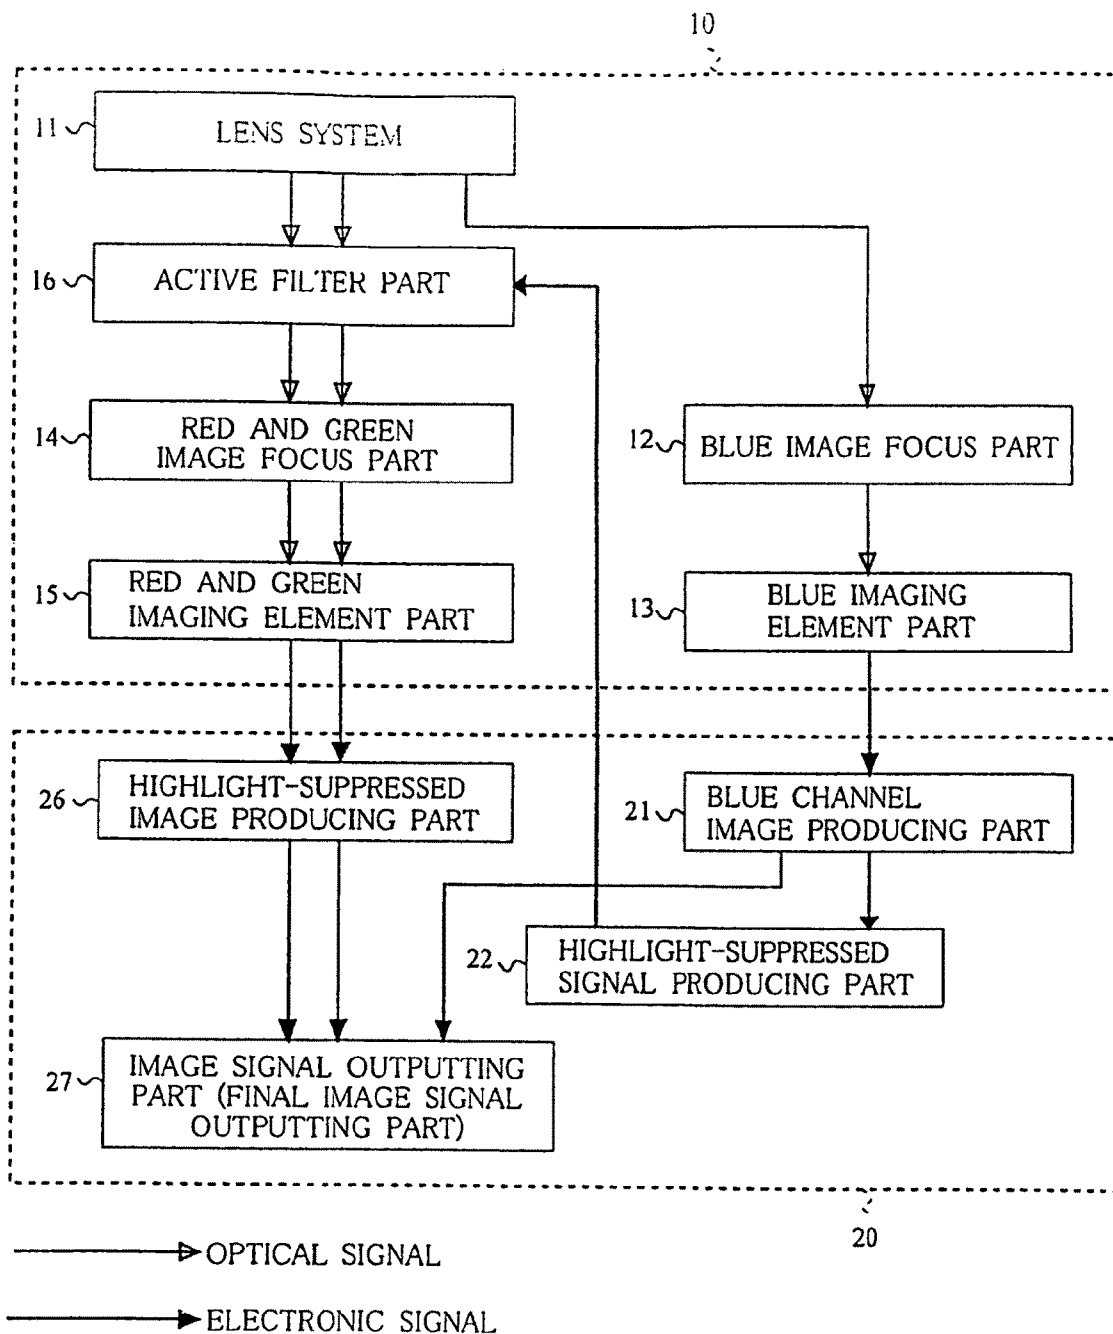 10
11
LENS SYSTEM
16
ACTIVE FILTER PART
14
RED AND GREEN
IMAGE FOCUS PART
12
BLUE IMAGE FOCUS PART
15
RED AND GREEN
IMAGING ELEMENT PART
13
BLUE IMAGING
ELEMENT PART
26
HIGHLIGHT-SUPPRESSED
IMAGE PRODUCING PART
21
BLUE CHANNEL
IMAGE PRODUCING PART
22
HIGHLIGHT-SUPPRESSED
SIGNAL PRODUCING PART
27
IMAGE SIGNAL OUTPUTTING
PART (FINAL IMAGE SIGNAL
OUTPUTTING PART)
20
OPTICAL SIGNAL
ELECTRONIC SIGNAL